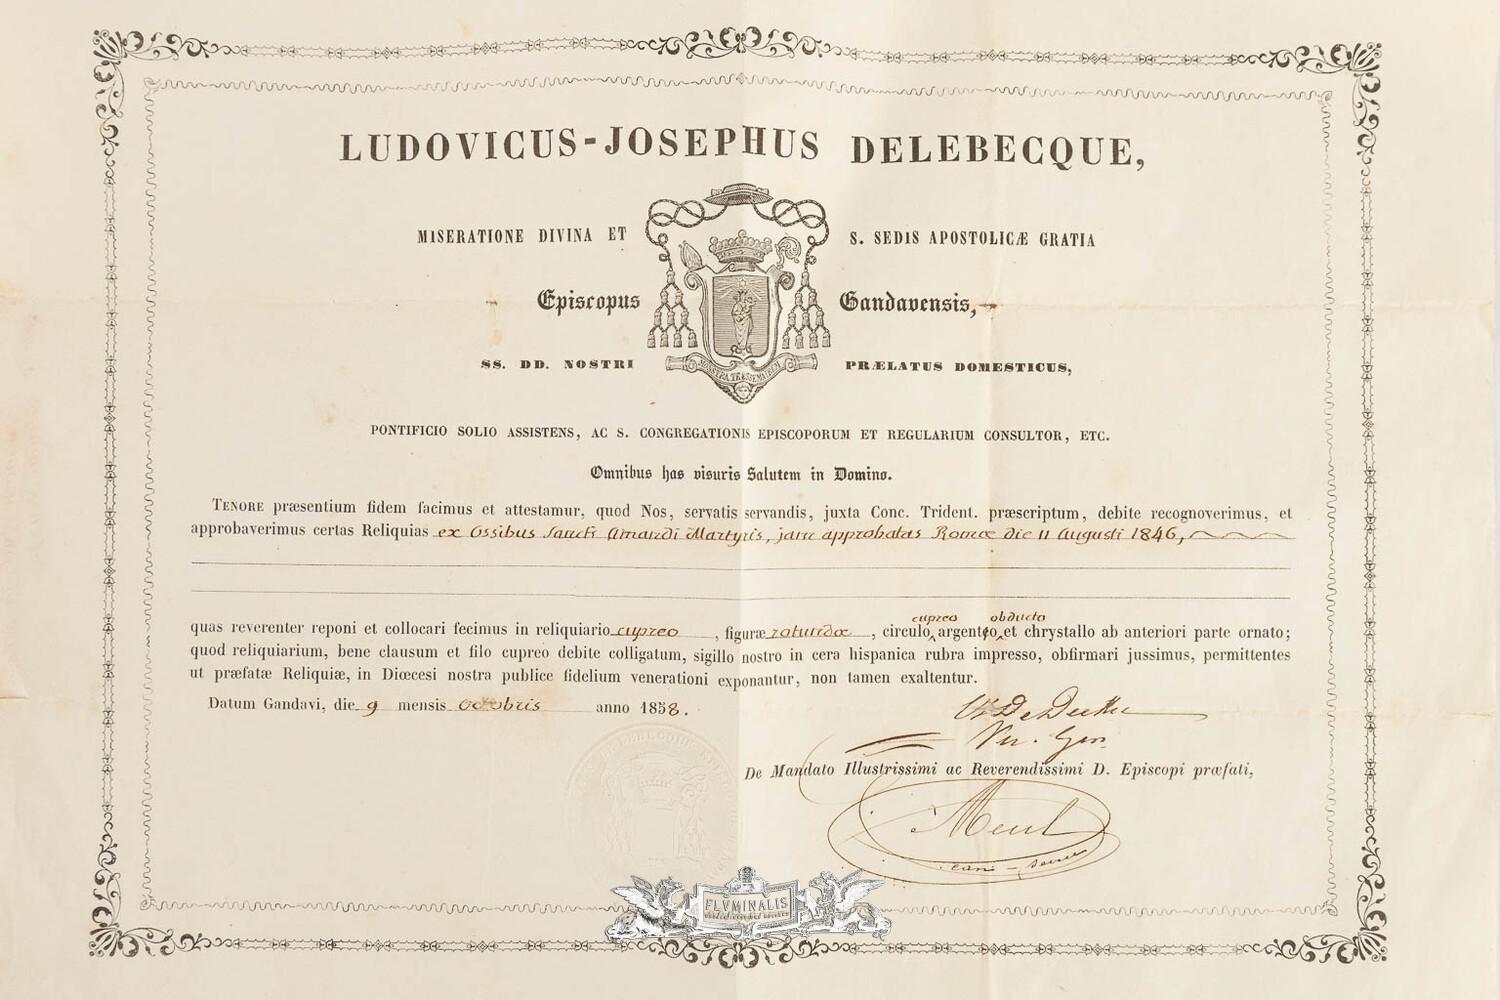 LUDOVICUS-JOSEPHUS DELEBECQUE,
MISERATIONE DIVINA ET S. SEDIS APOSTOLICÆ GRATIA
Episcopus Gandavensis,
SS. DD. NOSTRI PRÆLATUS DOMESTICUS,
MONSTRA TE ESSE MATREM
PONTIFICIO SOLIO ASSISTENS, AC S. CONGREGATIONIS EPISCOPORUM ET REGULARIUM CONSULTOR, ETC.
Omnibus has visuris Salutem in Domino.
TENORE præsentium fidem facimus et attestamur, quod Nos, servatis servandis, juxta Conc. Trident. præscriptum, debite recognoverimus, et
approbaverimus certas Reliquias ex Ossibus Sancti Amandi Martyris, jam approbatas Romæ die 11 Augusti 1846,
cupreo obducto
quas reverenter reponi et collocari fecimus in reliquiario cupreo, figuræ rotundæ, circulo argenteo et chrystallo ab anteriori parte ornato;
quod reliquiarium, bene clausum et filo cupreo debite colligatum, sigillo nostro in cera hispanica rubra impresso, obfirmari jussimus, permittentes
ut præfatæ Reliquiæ, in Diœcesi nostra publice fidelium venerationi exponantur, non tamen exaltentur.
Datum Gandavi, die 9 mensis octobris anno 1858.
Vic. Gen.
De Mandato Illustrissimi ac Reverendissimi D. Episcopi præfati,
FLVMINALIS